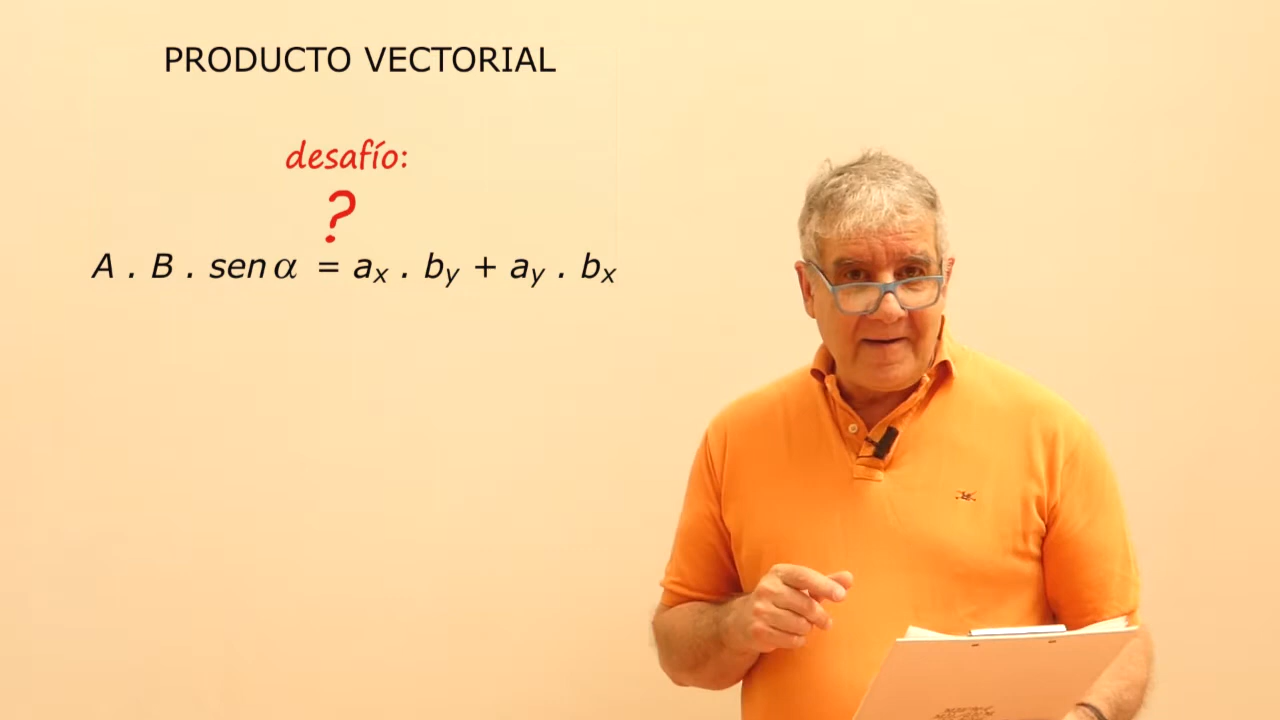 PRODUCTO VECTORIAL
desafío:
?
A . B . sen α = aₓ . b_y + a_y . bₓ